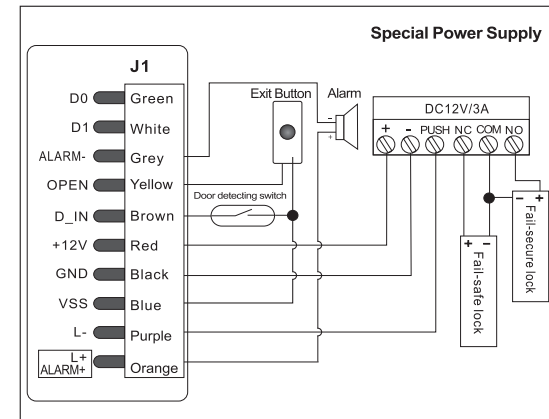 Special Power Supply
J1
D0 Green
D1 White
ALARM- Grey
OPEN Yellow
D_IN Brown
+12V Red
GND Black
VSS Blue
L- Purple
L+
ALARM+ Orange
Exit Button
Alarm
-
+
Door detecting switch
DC12V/3A
+ - PUSH NC COM NO
+ -
Fail-safe lock
- +
Fail-secure lock